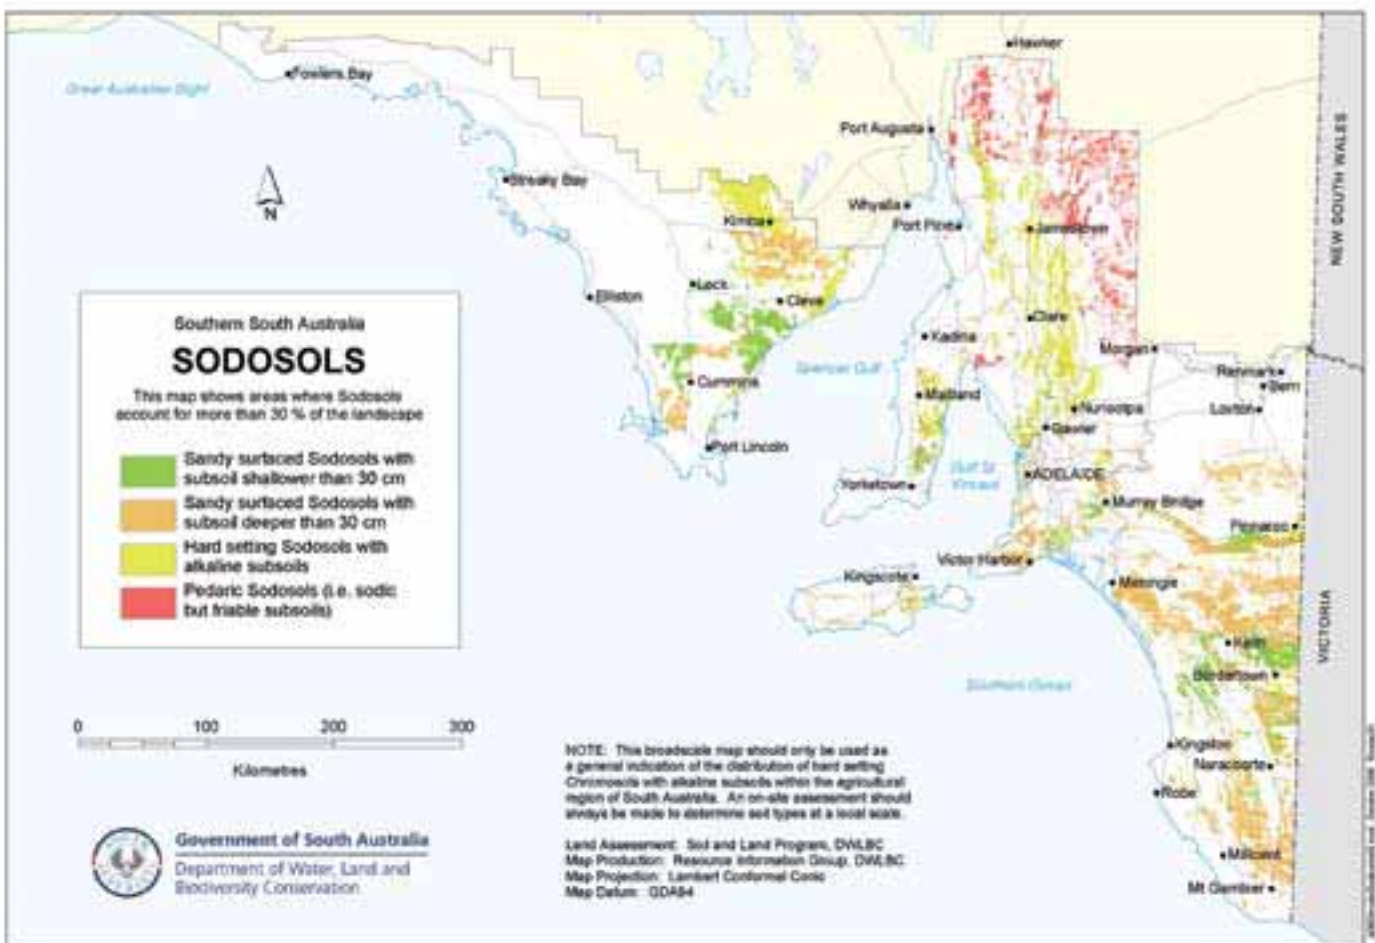 Hawker
Great Australian Bight
Fowlers Bay
Port Augusta
NEW SOUTH WALES
Streaky Bay
Whyalla
Kimba
Port Pirie
Jamestown
Lock
Elliston
Cleve
Clare
Southern South Australia
SODOSOLS
This map shows areas where Sodosols
account for more than 30 % of the landscape
Sandy surfaced Sodosols with
subsoil shallower than 30 cm
Sandy surfaced Sodosols with
subsoil deeper than 30 cm
Hard setting Sodosols with
alkaline subsoils
Pedaric Sodosols (i.e. sodic
but friable subsoils)
Kadina
Morgan
Spencer Gulf
Renmark
Berri
Cummins
Maitland
Nuriootpa
Loxton
Gawler
Port Lincoln
Gulf St
Vincent
ADELAIDE
Yorketown
Murray Bridge
Pinnaroo
Victor Harbor
Kingscote
Meningie
VICTORIA
Keith
Bordertown
Southern Ocean
N
0 100 200 300
Kilometres
Kingston
Naracoorte
Robe
Millicent
Mt Gambier
NOTE: This broadscale map should only be used as
a general indication of the distribution of hard setting
Chromosols with alkaline subsoils within the agricultural
region of South Australia. An on-site assessment should
always be made to determine soil types at a local scale.
Land Assessment: Soil and Land Program, DWLBC
Map Production: Resource Information Group, DWLBC
Map Projection: Lambert Conformal Conic
Map Datum: GDA94
Government of South Australia
Department of Water, Land and
Biodiversity Conservation